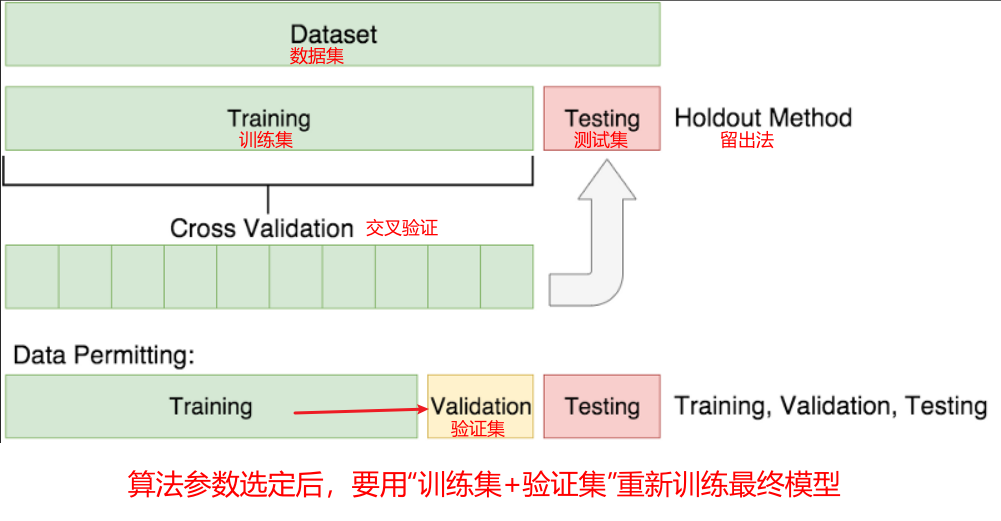 Dataset
数据集
Training
训练集
Testing
测试集
Holdout Method
留出法
Cross Validation 交叉验证
Data Permitting:
Training
Validation
验证集
Testing
Training, Validation, Testing
算法参数选定后，要用“训练集+验证集”重新训练最终模型